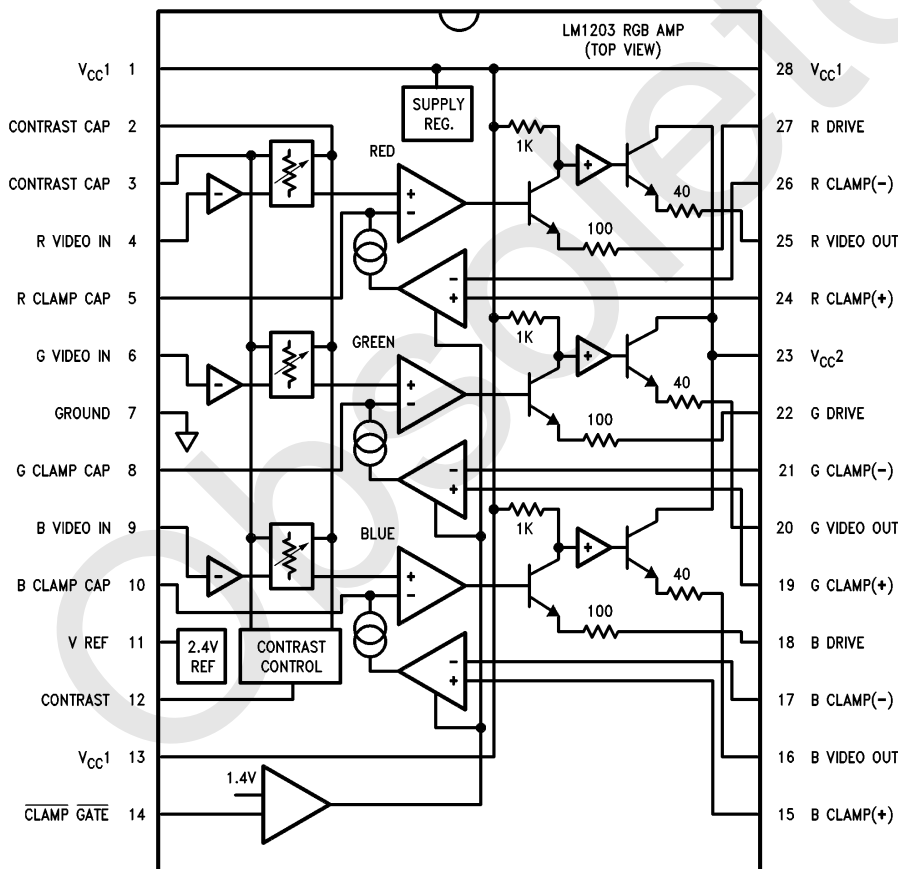 LM1203 RGB AMP
(TOP VIEW)
VCC1 1
CONTRAST CAP 2
CONTRAST CAP 3
R VIDEO IN 4
R CLAMP CAP 5
G VIDEO IN 6
GROUND 7
G CLAMP CAP 8
B VIDEO IN 9
B CLAMP CAP 10
V REF 11
CONTRAST 12
VCC1 13
CLAMP GATE 14
28 VCC1
27 R DRIVE
26 R CLAMP(-)
25 R VIDEO OUT
24 R CLAMP(+)
23 VCC2
22 G DRIVE
21 G CLAMP(-)
20 G VIDEO OUT
19 G CLAMP(+)
18 B DRIVE
17 B CLAMP(-)
16 B VIDEO OUT
15 B CLAMP(+)
SUPPLY
REG.
RED
1K
+
40
100
-
+
-
-
+
GREEN
1K
+
40
100
-
+
-
-
+
BLUE
1K
+
40
100
-
+
-
-
+
2.4V
REF
CONTRAST
CONTROL
1.4V
Obsolete